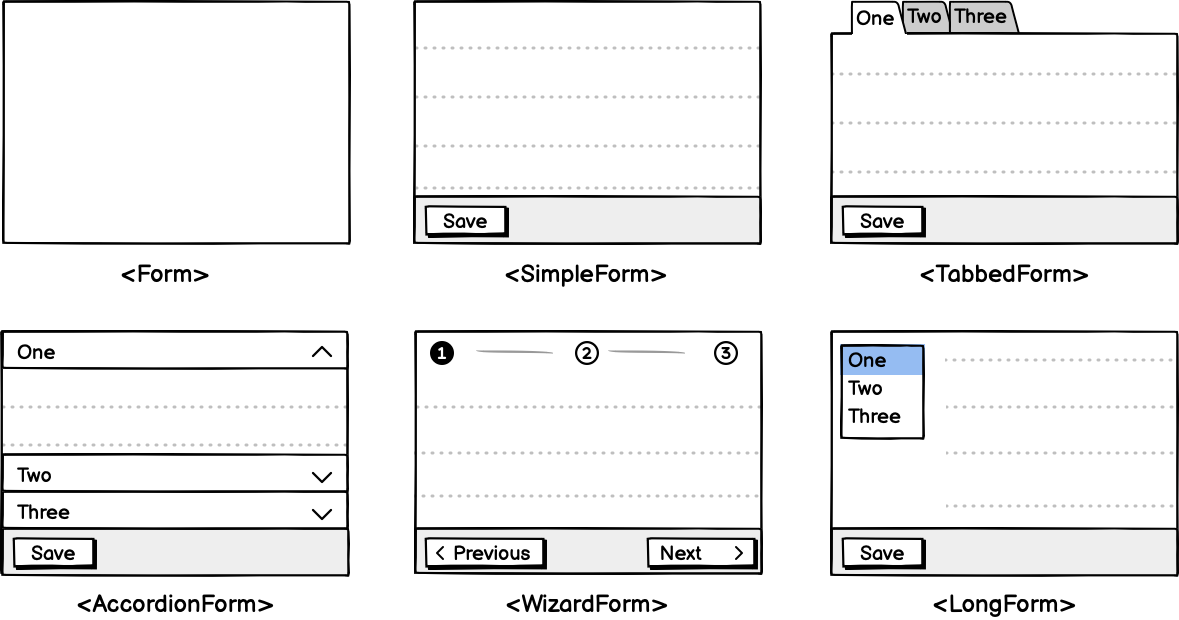 One Two Three
Save
Save
<Form>
<SimpleForm>
<TabbedForm>
One
Two
Three
Save
1 2 3
< Previous
Next >
One
Two
Three
Save
<AccordionForm>
<WizardForm>
<LongForm>